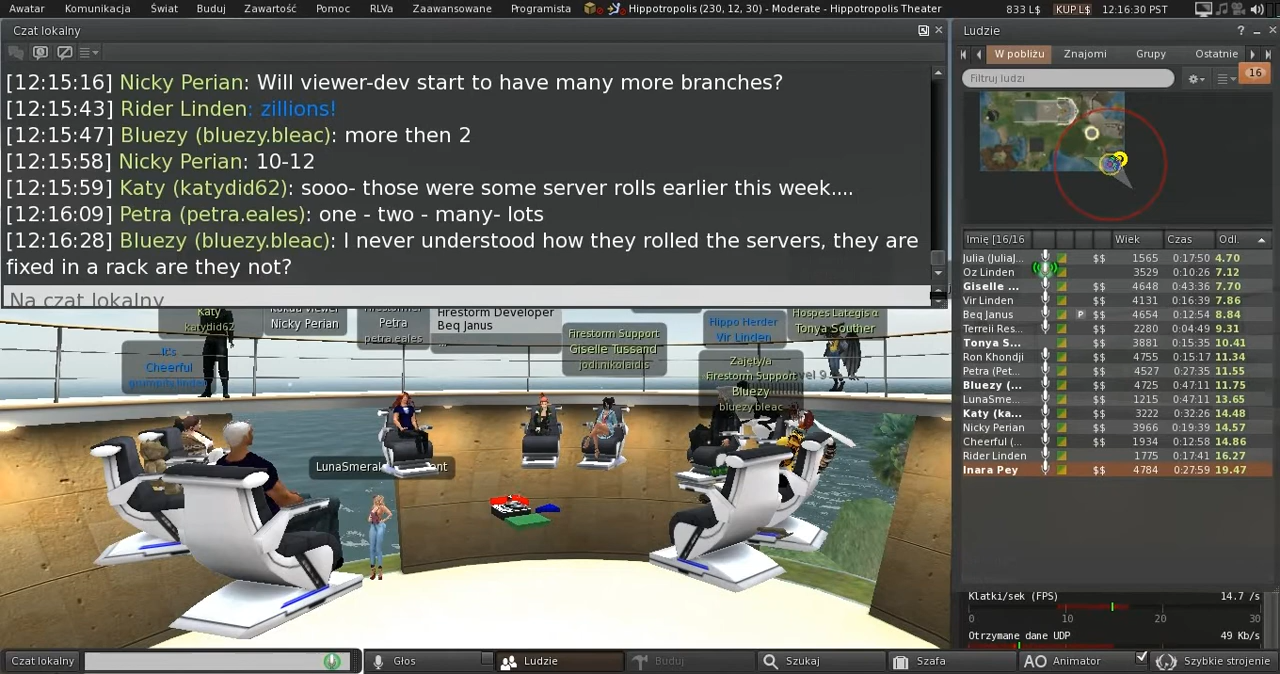 Awatar Komunikacja Świat Buduj Zawartość Pomoc RLVa Zaawansowane Programista Hippotropolis (230, 12, 30) - Moderate - Hippotropolis Theater 833 L$ KUP L$ 12:16:30 PST
Czat lokalny
[12:15:16] Nicky Perian: Will viewer-dev start to have many more branches?
[12:15:43] Rider Linden: zillions!
[12:15:47] Bluezy (bluezy.bleac): more then 2
[12:15:58] Nicky Perian: 10-12
[12:15:59] Katy (katydid62): sooo- those were some server rolls earlier this week....
[12:16:09] Petra (petra.eales): one - two - many- lots
[12:16:28] Bluezy (bluezy.bleac): I never understood how they rolled the servers, they are
fixed in a rack are they not?
Na czat lokalny
Katy
katydid62
Kokua Viewer
Nicky Perian
Petra
petra.eales
Firestorm Developer
Beq Janus
Firestorm Support
Giselle Tussand
jodi.nikolaidis
Hippo Herder
Vir Linden
Hospes Lategis α
Tonya Souther
It's
Cheerful
Zajęty/a
Firestorm Support
Bluezy
bluezy.bleac
LunaSmera
Ludzie
W pobliżu Znajomi Grupy Ostatnie
16
Filtruj ludzi
Imię [16/16 Wiek Czas Odl.
Julia (JuliaJ... $$ 1565 0:17:50 4.70
Oz Linden 3529 0:10:26 7.12
Giselle ... $$ 4648 0:43:36 7.70
Vir Linden $$ 4131 0:16:39 7.86
Beq Janus P $$ 4654 0:12:54 8.84
Terreii Res... $$ 2280 0:04:49 9.31
Tonya S... $$ 3881 0:15:35 10.41
Ron Khondji $$ 4755 0:15:17 11.34
Petra (Pet... $$ 4527 0:27:35 11.55
Bluezy (... $$ 4725 0:47:11 11.75
LunaSme... $$ 1215 0:47:11 13.65
Katy (ka... $$ 3222 0:32:26 14.48
Nicky Perian $$ 3966 0:19:39 14.57
Cheerful (... $$ 1934 0:12:58 14.86
Rider Linden 1775 0:17:41 16.27
Inara Pey $$ 4784 0:27:59 19.47
Klatki/sek (FPS) 14.7 /s
0 10 20 30
Otrzymane dane UDP 49 Kb/s
Czat lokalny Głos Ludzie Buduj Szukaj Szafa AO Animator Szybkie strojenie